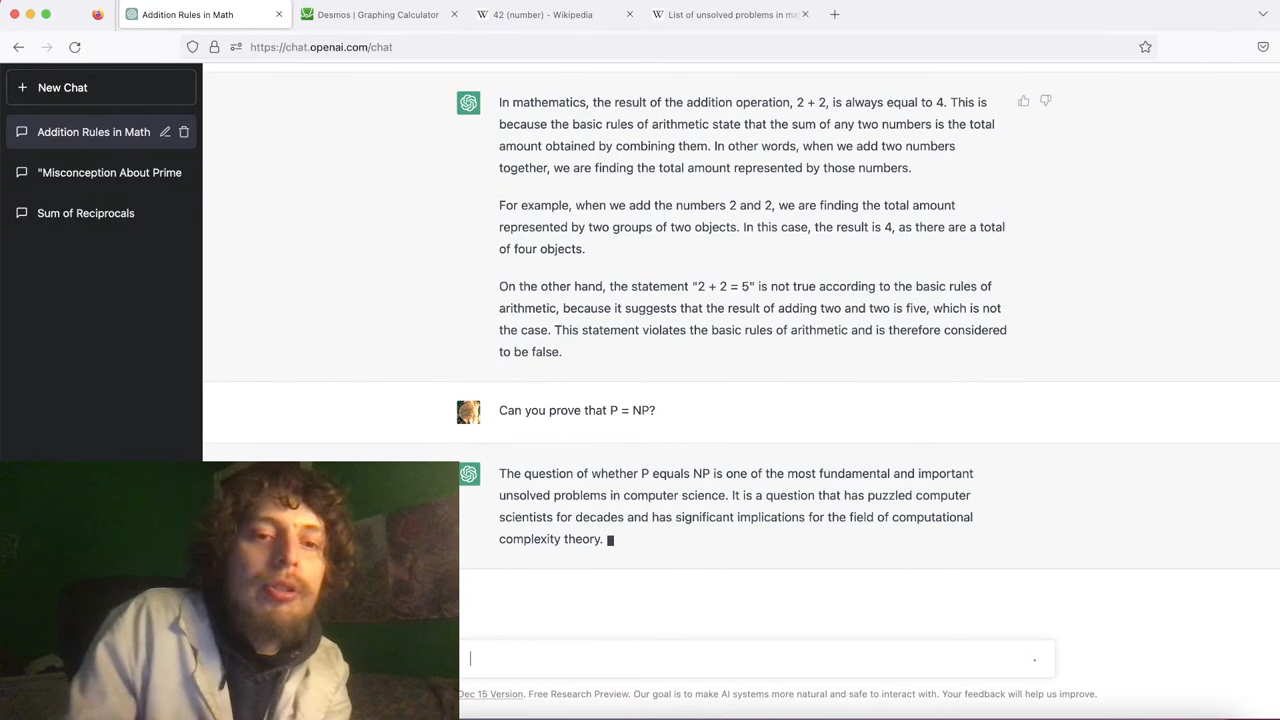 Addition Rules in Math
Desmos | Graphing Calculator
42 (number) - Wikipedia
List of unsolved problems in ma
https://chat.openai.com/chat
New Chat
Addition Rules in Math
"Misconception About Prime
Sum of Reciprocals
In mathematics, the result of the addition operation, 2 + 2, is always equal to 4. This is
because the basic rules of arithmetic state that the sum of any two numbers is the total
amount obtained by combining them. In other words, when we add two numbers
together, we are finding the total amount represented by those numbers.
For example, when we add the numbers 2 and 2, we are finding the total amount
represented by two groups of two objects. In this case, the result is 4, as there are a total
of four objects.
On the other hand, the statement "2 + 2 = 5" is not true according to the basic rules of
arithmetic, because it suggests that the result of adding two and two is five, which is not
the case. This statement violates the basic rules of arithmetic and is therefore considered
to be false.
Can you prove that P = NP?
The question of whether P equals NP is one of the most fundamental and important
unsolved problems in computer science. It is a question that has puzzled computer
scientists for decades and has significant implications for the field of computational
complexity theory.
Dec 15 Version. Free Research Preview. Our goal is to make AI systems more natural and safe to interact with. Your feedback will help us improve.